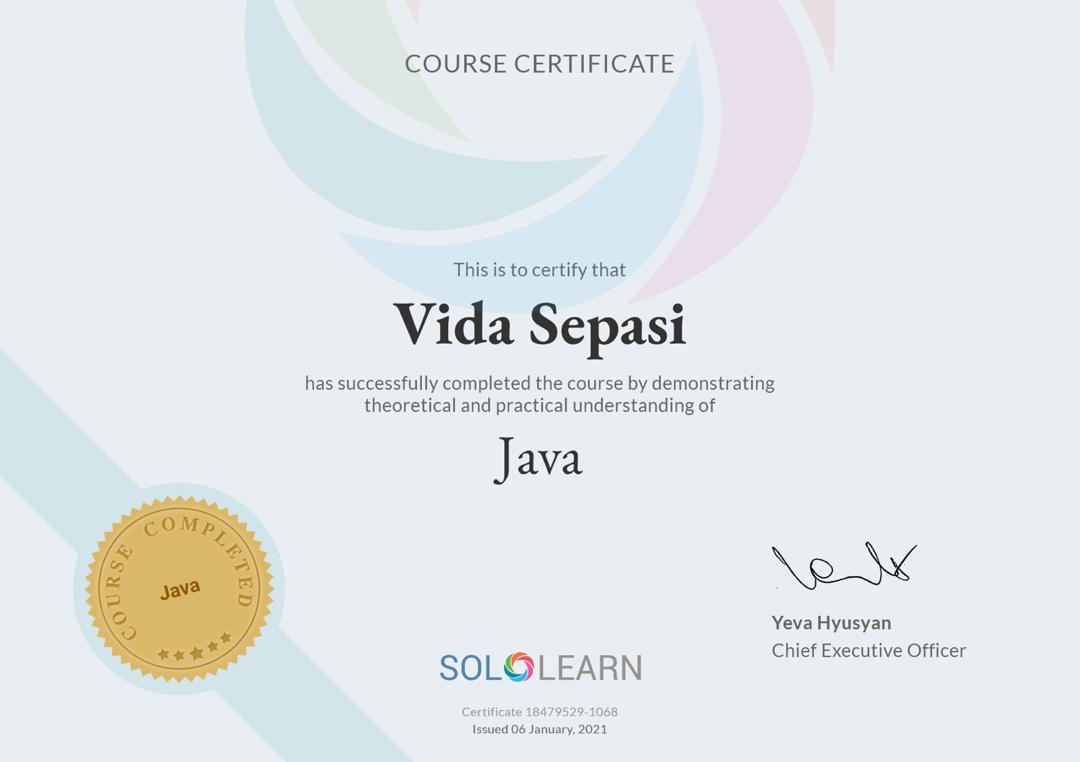 COURSE CERTIFICATE
This is to certify that
Vida Sepasi
has successfully completed the course by demonstrating
theoretical and practical understanding of
Java
COURSE COMPLETED
Java
Yeva Hyusyan
Chief Executive Officer
SOLOLEARN
Certificate 18479529-1068
Issued 06 January, 2021